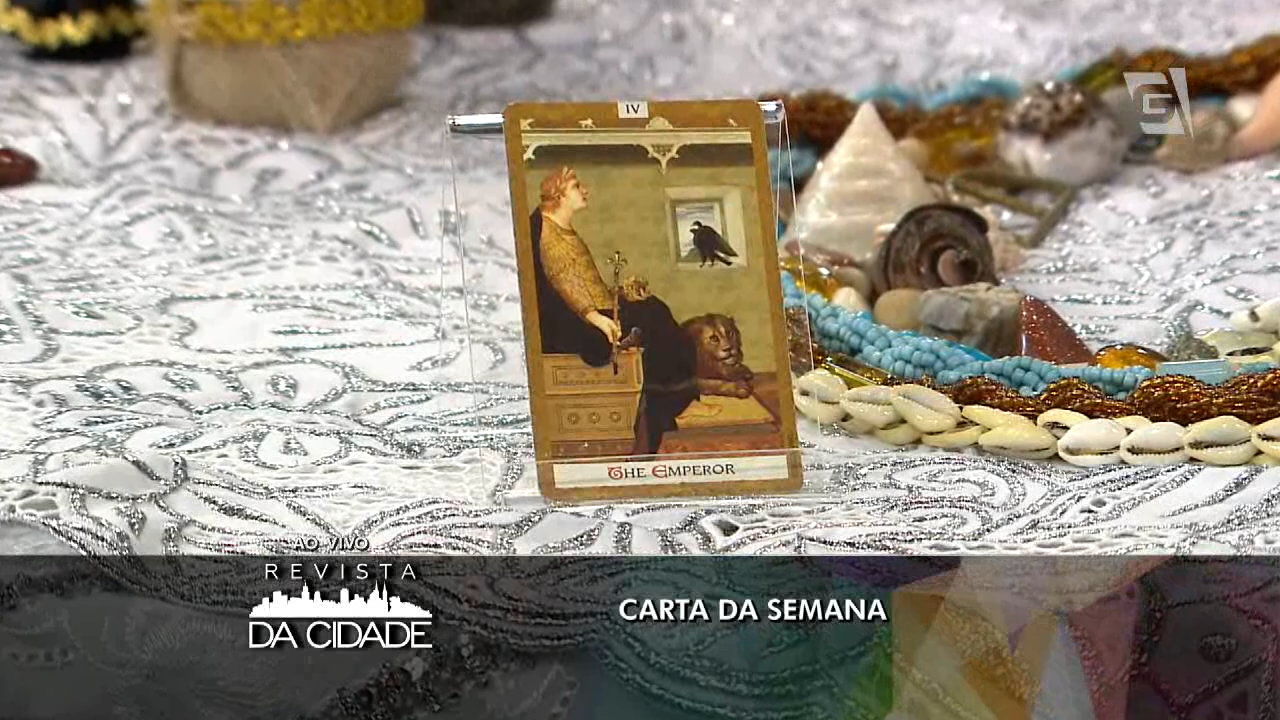 IV
THE EMPEROR
AO VIVO
REVISTA
DA CIDADE
CARTA DA SEMANA